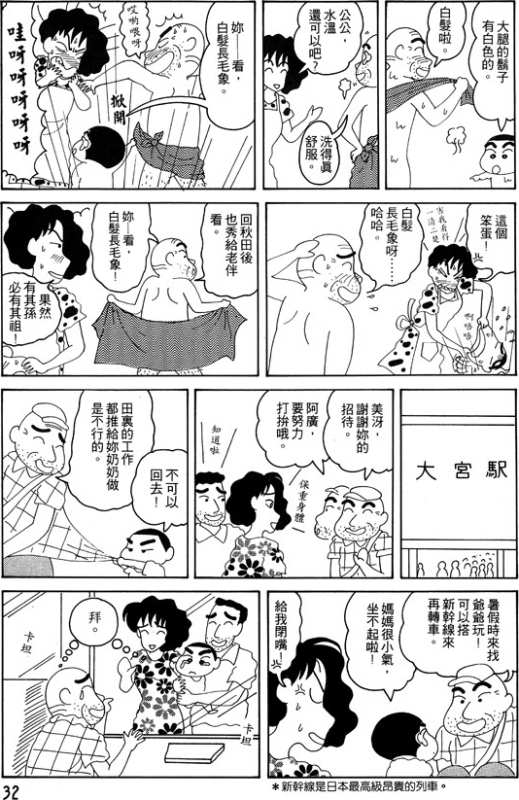 大腿的鬍子
有白色的。
白髮啦。
公公，
水溫
還可以吧？
洗得真
舒服。
妳—看，
白髮長毛象。
哎喲喂呀
掀開
哇呀呀呀呀呀
這個
笨蛋！
啊唔唔
白髮
長毛象呀……
哈哈。
回秋田後
也秀給老伴
看。
妳—看，
白髮長毛象！
果然
有其孫
必有其祖！
大宮駅
美冴，
謝謝妳的
招待。
阿廣，
要努力
打拚哦。
保重身體
知道啦
田裏的工作
都推給妳奶奶做
是不行的。
不可以
回去！
暑假時來找
爺爺玩！
可以搭
新幹線來
再轉車。
媽媽很小氣，
坐不起啦！
給我閉嘴！
＊新幹線是日本最高級昂貴的列車。
拜。
卡坦
卡坦
32